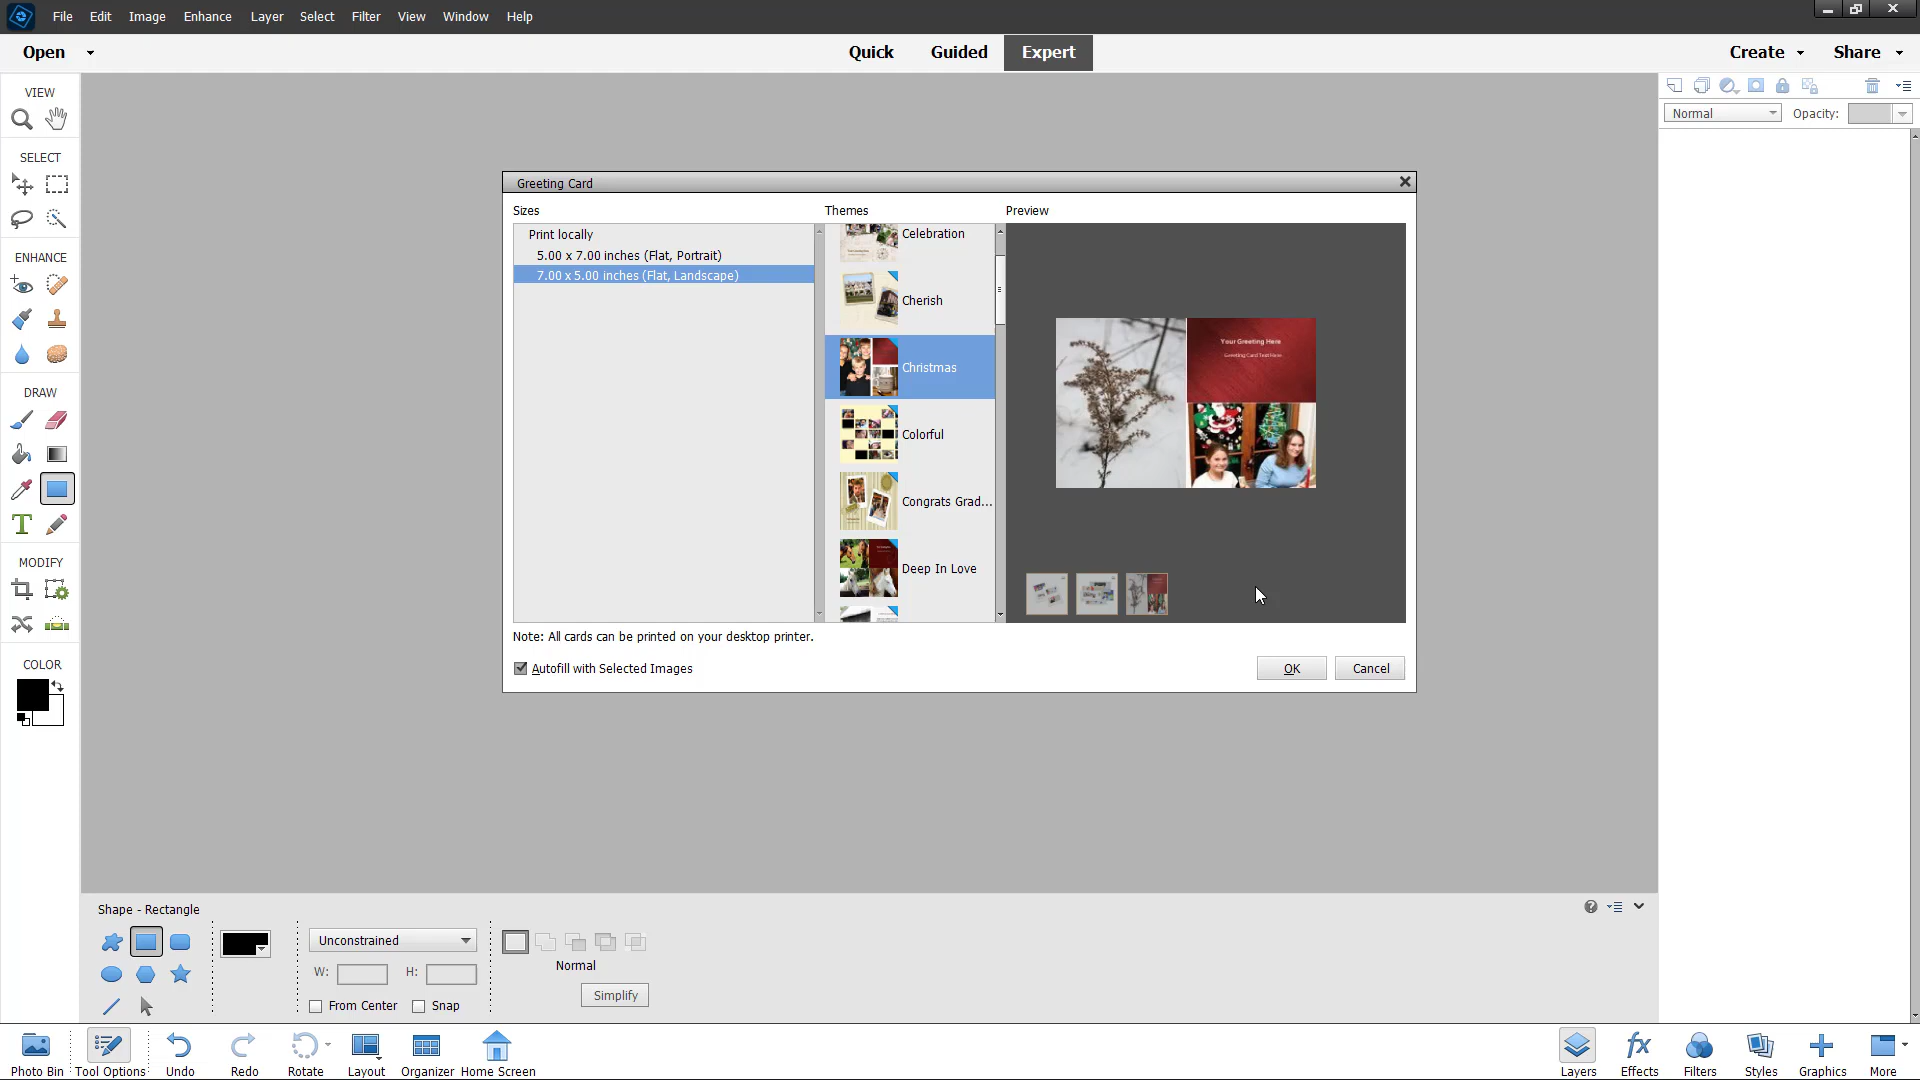 File Edit Image Enhance Layer Select Filter View Window Help
Open Quick Guided Expert Create Share
VIEW
Normal Opacity:
SELECT
Greeting Card
Sizes Themes Preview
Print locally
5.00 x 7.00 inches (Flat, Portrait)
7.00 x 5.00 inches (Flat, Landscape)
Celebration
Cherish
Christmas
Colorful
Congrats Grad...
Deep In Love
Your Greeting Here
Greeting Card Text Here
Note: All cards can be printed on your desktop printer.
Autofill with Selected Images
OK Cancel
ENHANCE
DRAW
T
MODIFY
COLOR
Shape - Rectangle
Unconstrained
W: H:
From Center Snap
Normal
Simplify
Photo Bin Tool Options Undo Redo Rotate Layout Organizer Home Screen
fx
Layers Effects Filters Styles Graphics More